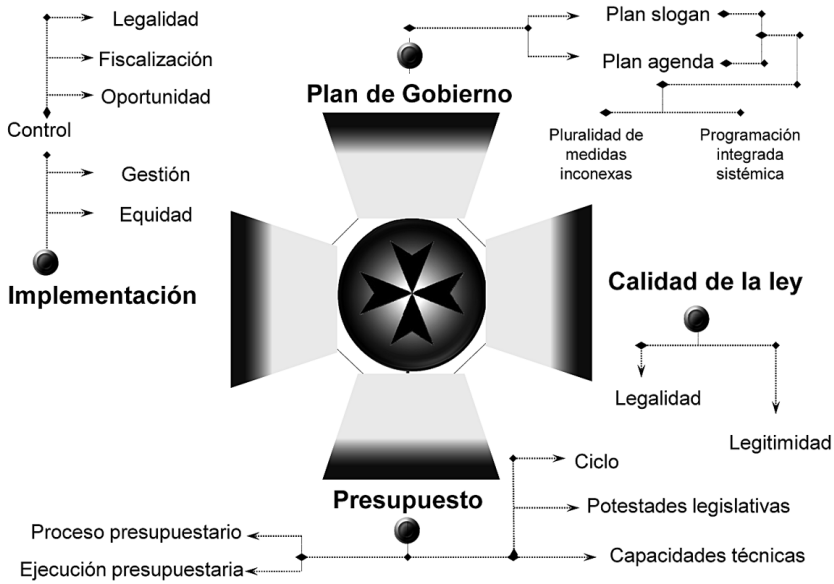 Legalidad
Fiscalización
Oportunidad
Control
Gestión
Equidad
Implementación
Plan de Gobierno
Plan slogan
Plan agenda
Pluralidad de
medidas
inconexas
Programación
integrada
sistémica
Calidad de la ley
Legalidad
Legitimidad
Presupuesto
Proceso presupuestario
Ejecución presupuestaria
Ciclo
Potestades legislativas
Capacidades técnicas